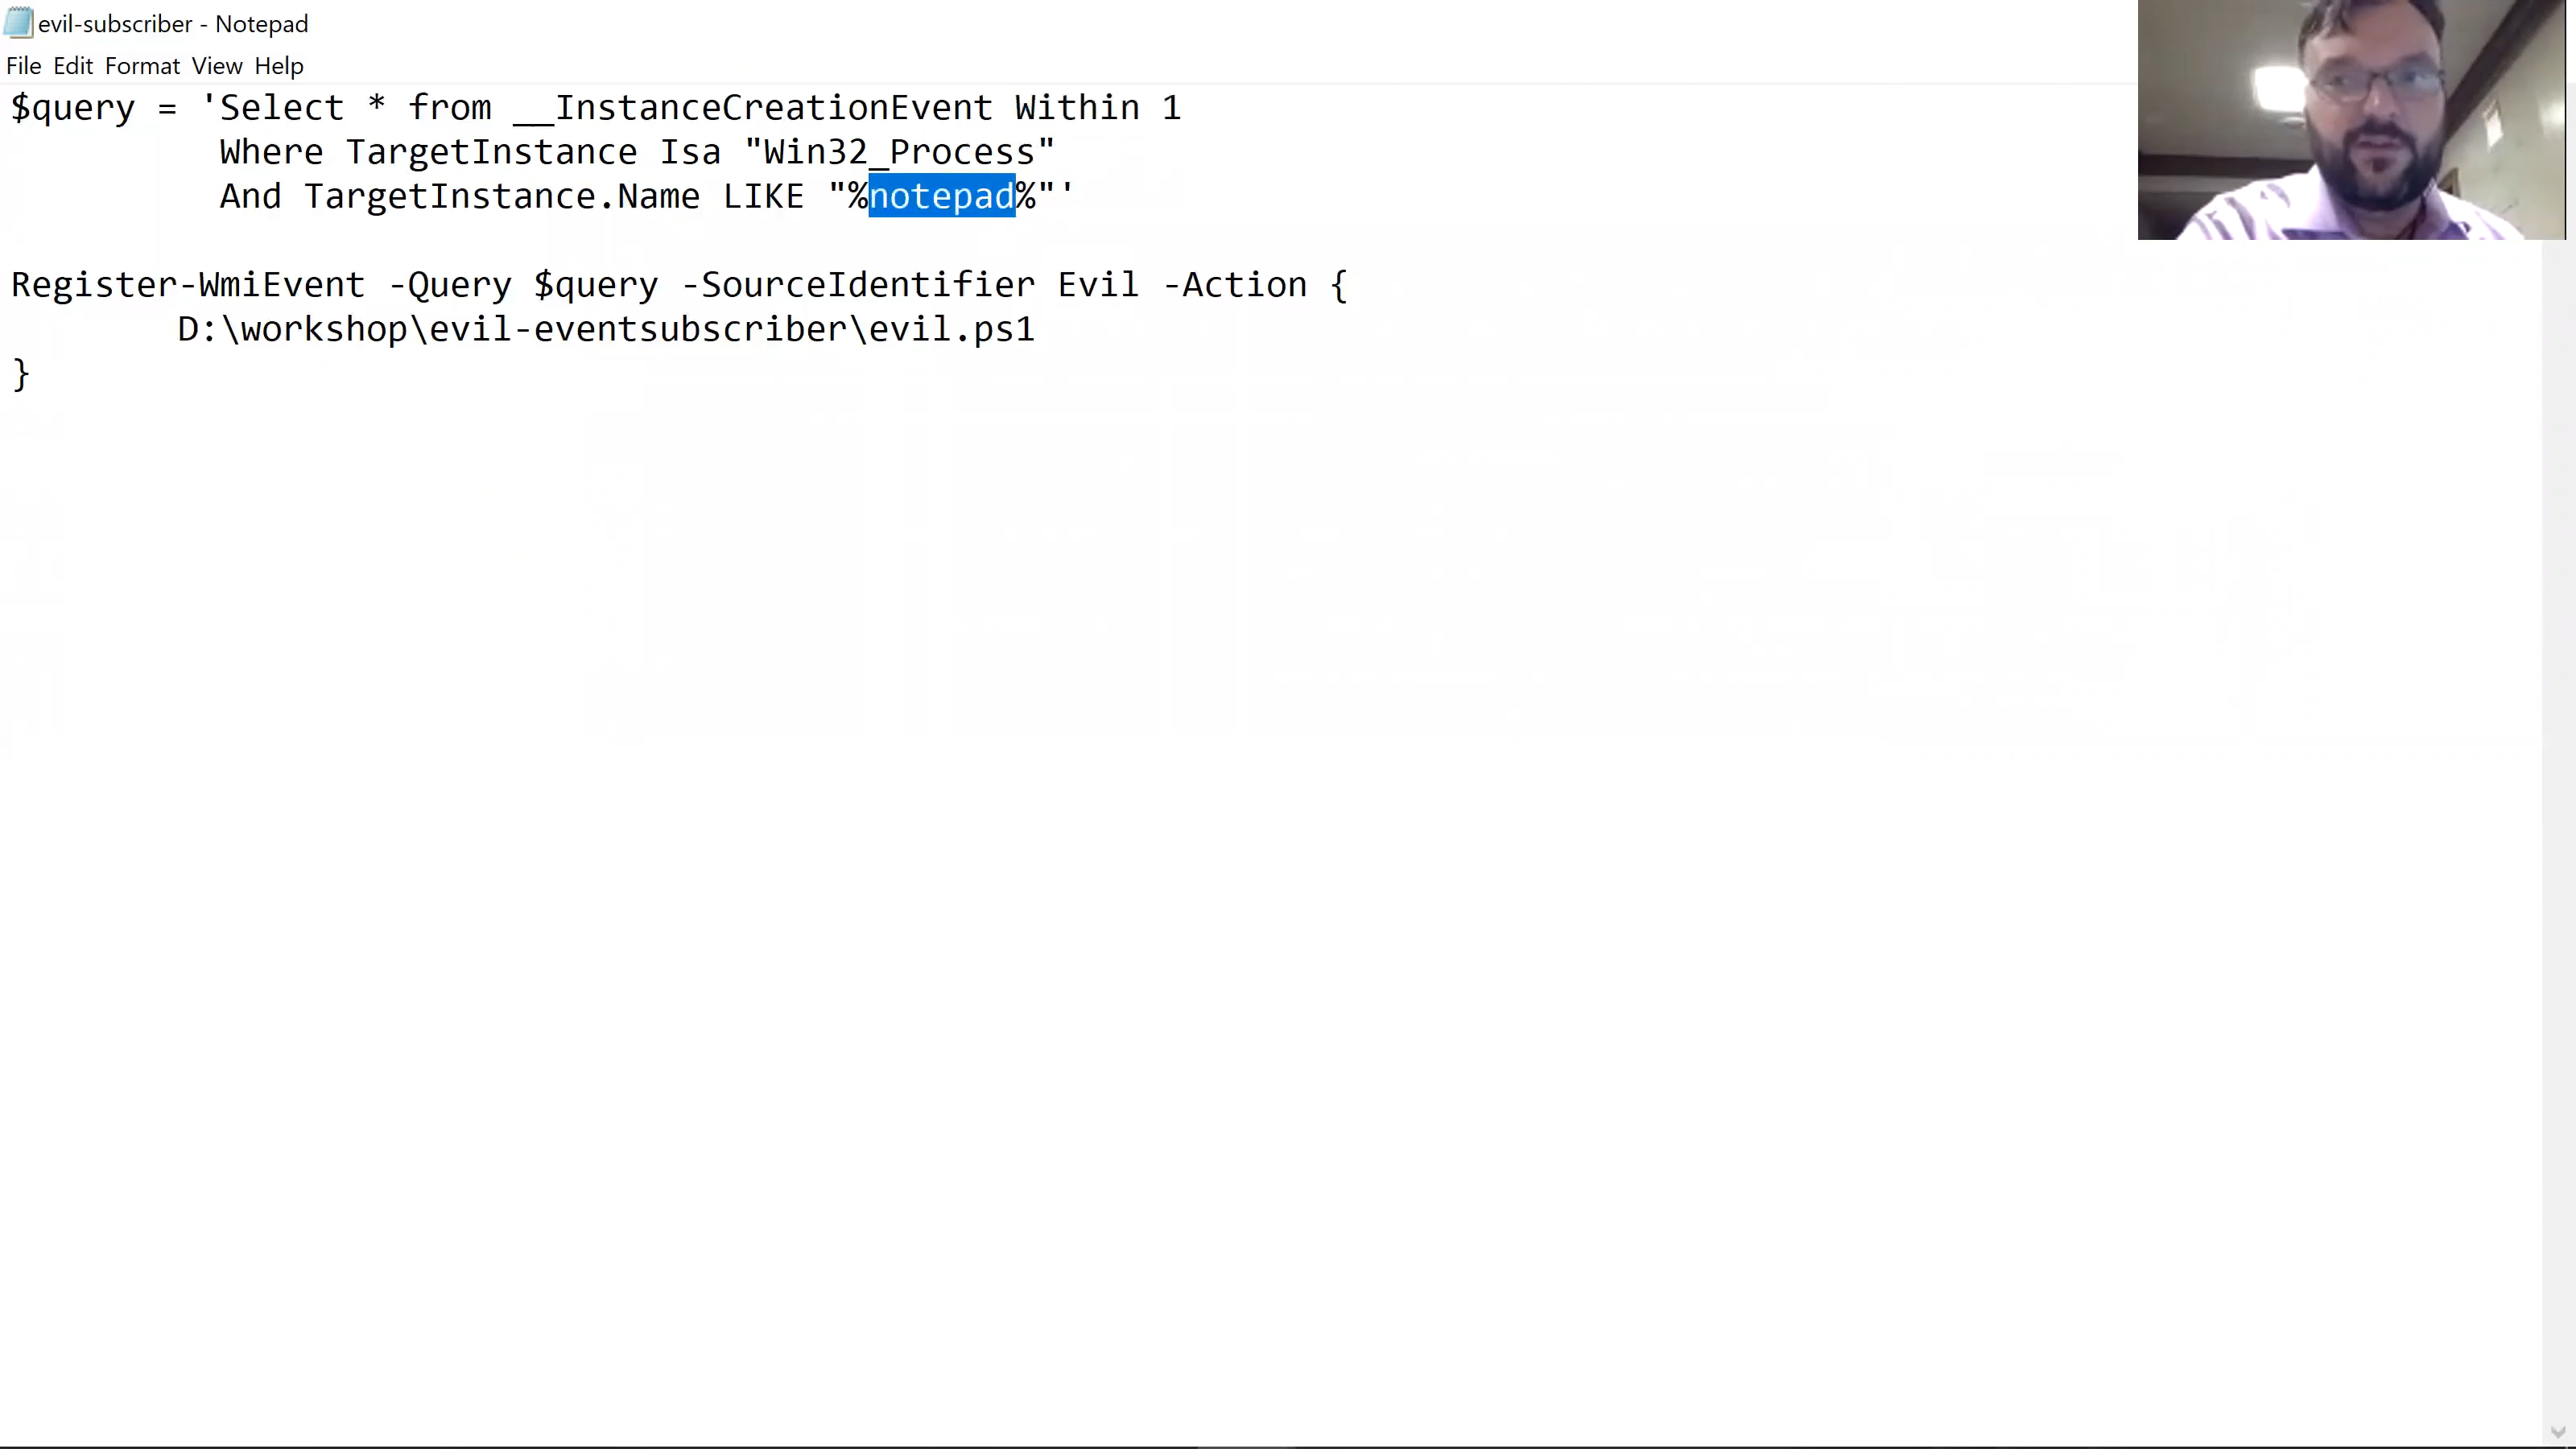 evil-subscriber - Notepad
File Edit Format View Help
$query = 'Select * from __InstanceCreationEvent Within 1
Where TargetInstance Isa "Win32_Process"
And TargetInstance.Name LIKE "%notepad%"'
Register-WmiEvent -Query $query -SourceIdentifier Evil -Action {
D:\workshop\evil-eventsubscriber\evil.ps1
}